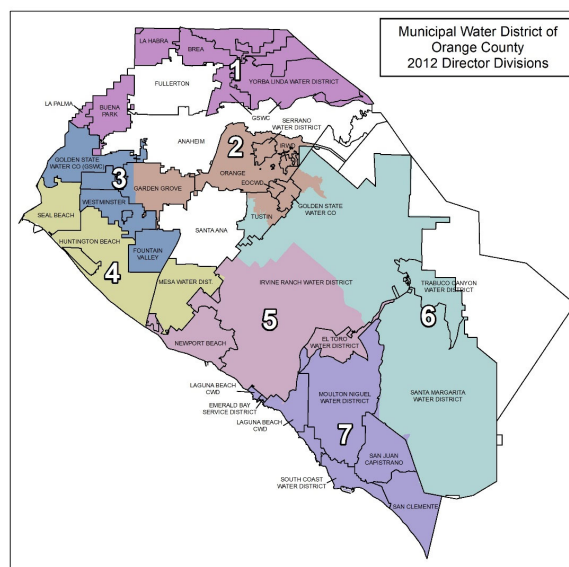 Municipal Water District of
Orange County
2012 Director Divisions
LA HABRA
BREA
1
YORBA LINDA WATER DISTRICT
FULLERTON
LA PALMA
BUENA
PARK
GSWC
SERRANO
WATER DISTRICT
ANAHEIM
2
IRWD
GOLDEN STATE
WATER CO (GSWC)
3
ORANGE
EOCWD
GARDEN GROVE
WESTMINSTER
GOLDEN STATE
WATER CO
SEAL BEACH
TUSTIN
SANTA ANA
HUNTINGTON BEACH
FOUNTAIN
VALLEY
4
MESA WATER DIST.
IRVINE RANCH WATER DISTRICT
TRABUCO CANYON
WATER DISTRICT
5
6
NEWPORT BEACH
EL TORO
WATER DISTRICT
LAGUNA BEACH
CWD
EMERALD BAY
SERVICE DISTRICT
MOULTON NIGUEL
WATER DISTRICT
SANTA MARGARITA
WATER DISTRICT
LAGUNA BEACH
CWD
7
SAN JUAN
CAPISTRANO
SOUTH COAST
WATER DISTRICT
SAN CLEMENTE